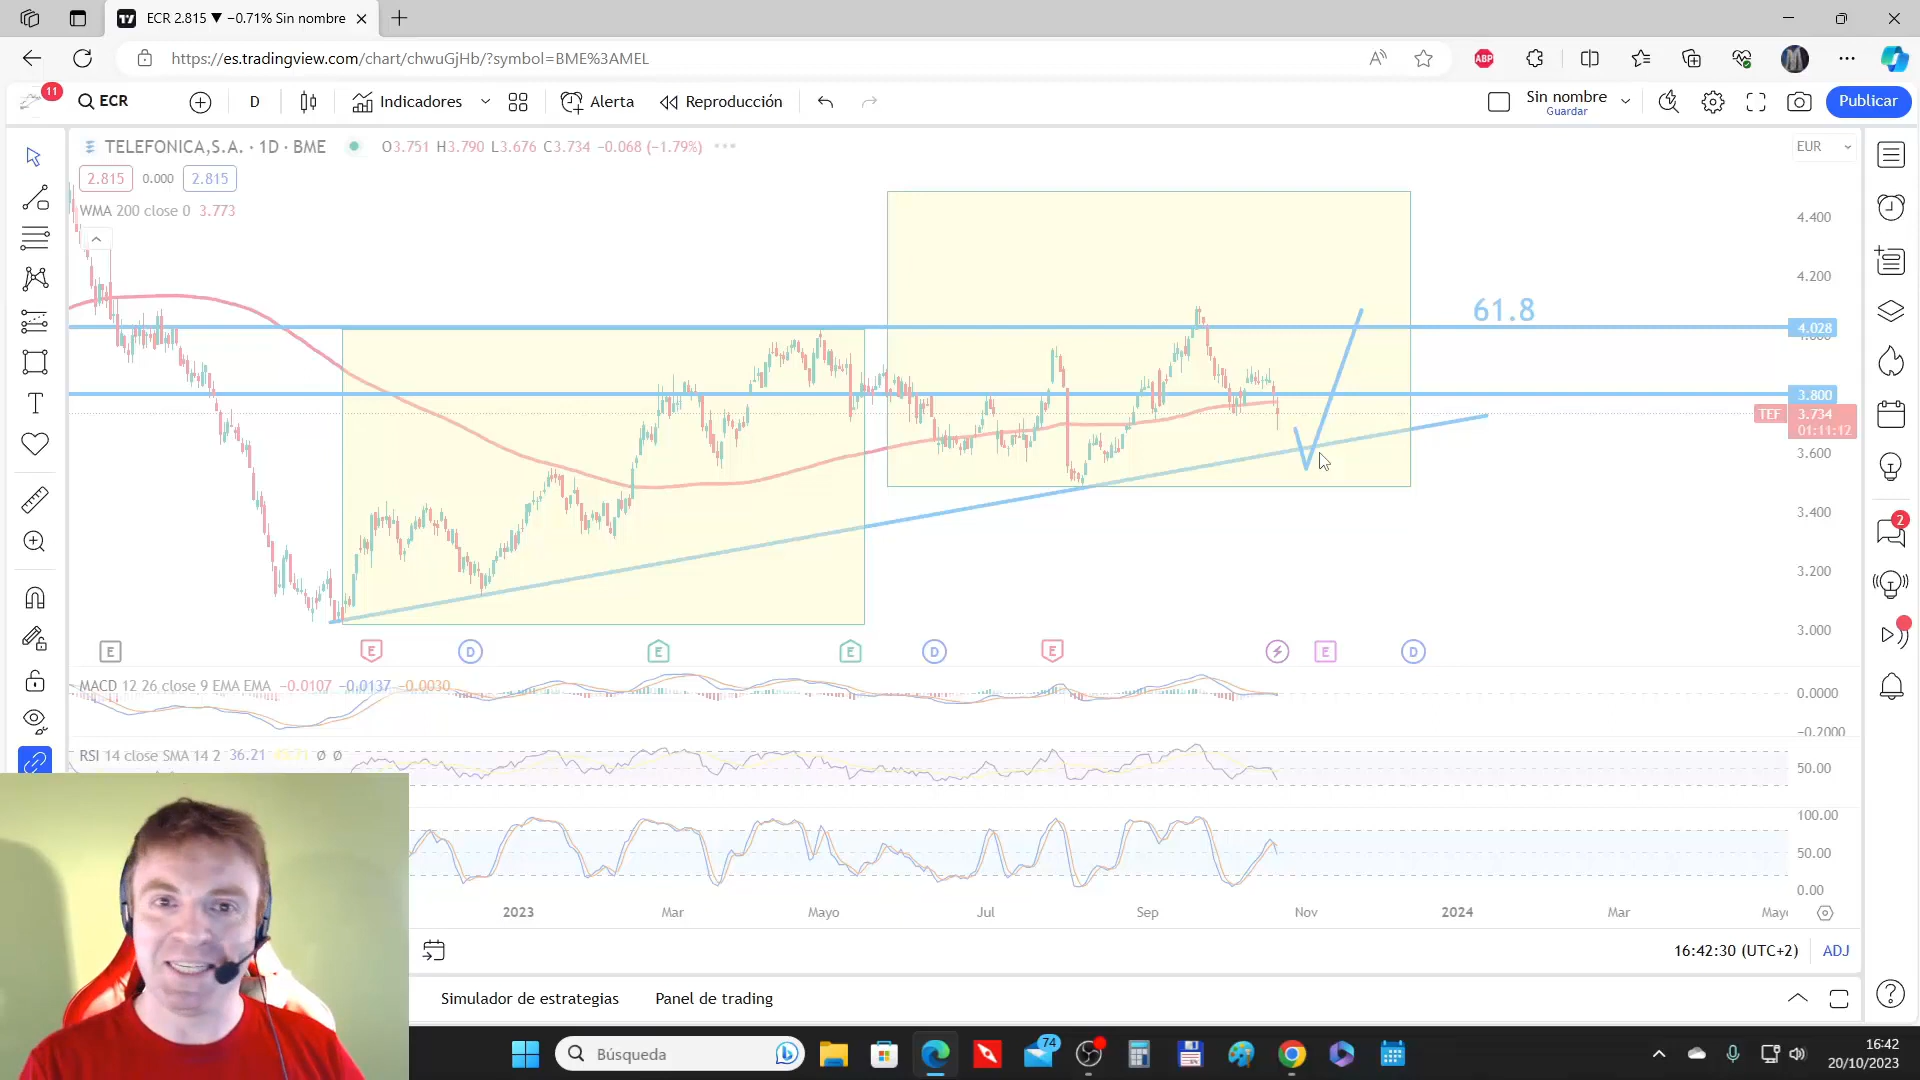 ECR 2.815 ▼ −0.71% Sin nombre
https://es.tradingview.com/chart/chwuGjHb/?symbol=BME%3AMEL
ABP
11
ECR
D
Indicadores
Alerta
Reproducción
Sin nombre
Guardar
Publicar
TELEFONICA,S.A. · 1D · BME
O3.751 H3.790 L3.676 C3.734 −0.068 (−1.79%)
EUR
2.815 0.000 2.815
WMA 200 close 0 3.773
4.400
4.200
61.8
4.028
4.000
3.800
TEF 3.734
01:11:12
3.600
3.400
3.200
3.000
2
E E D E E D E E D
MACD 12 26 close 9 EMA EMA −0.0107 −0.0137 −0.0030
0.0000
−0.2000
RSI 14 close SMA 14 2 36.21 Ø Ø
50.00
100.00
50.00
0.00
2023 Mar Mayo Jul Sep Nov 2024 Mar May
16:42:30 (UTC+2) ADJ
Simulador de estrategias Panel de trading
Búsqueda
74
16:42
20/10/2023